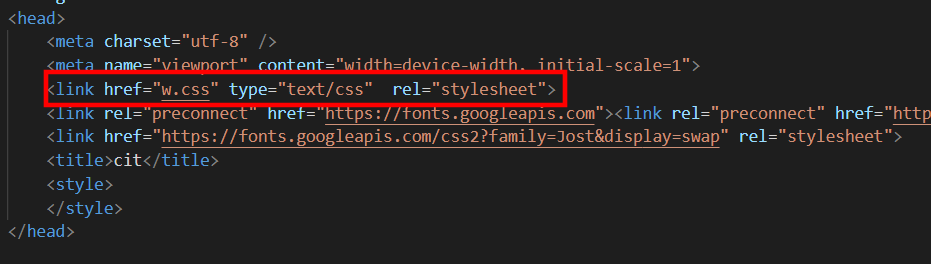 <head>
<meta charset="utf-8" />
<meta name="viewport" content="width=device-width, initial-scale=1">
<link href="w.css" type="text/css"  rel="stylesheet">
<link rel="preconnect" href="https://fonts.googleapis.com"><link rel="preconnect" href="http
<link href="https://fonts.googleapis.com/css2?family=Jost&display=swap" rel="stylesheet">
<title>cit</title>
<style>
</style>
</head>